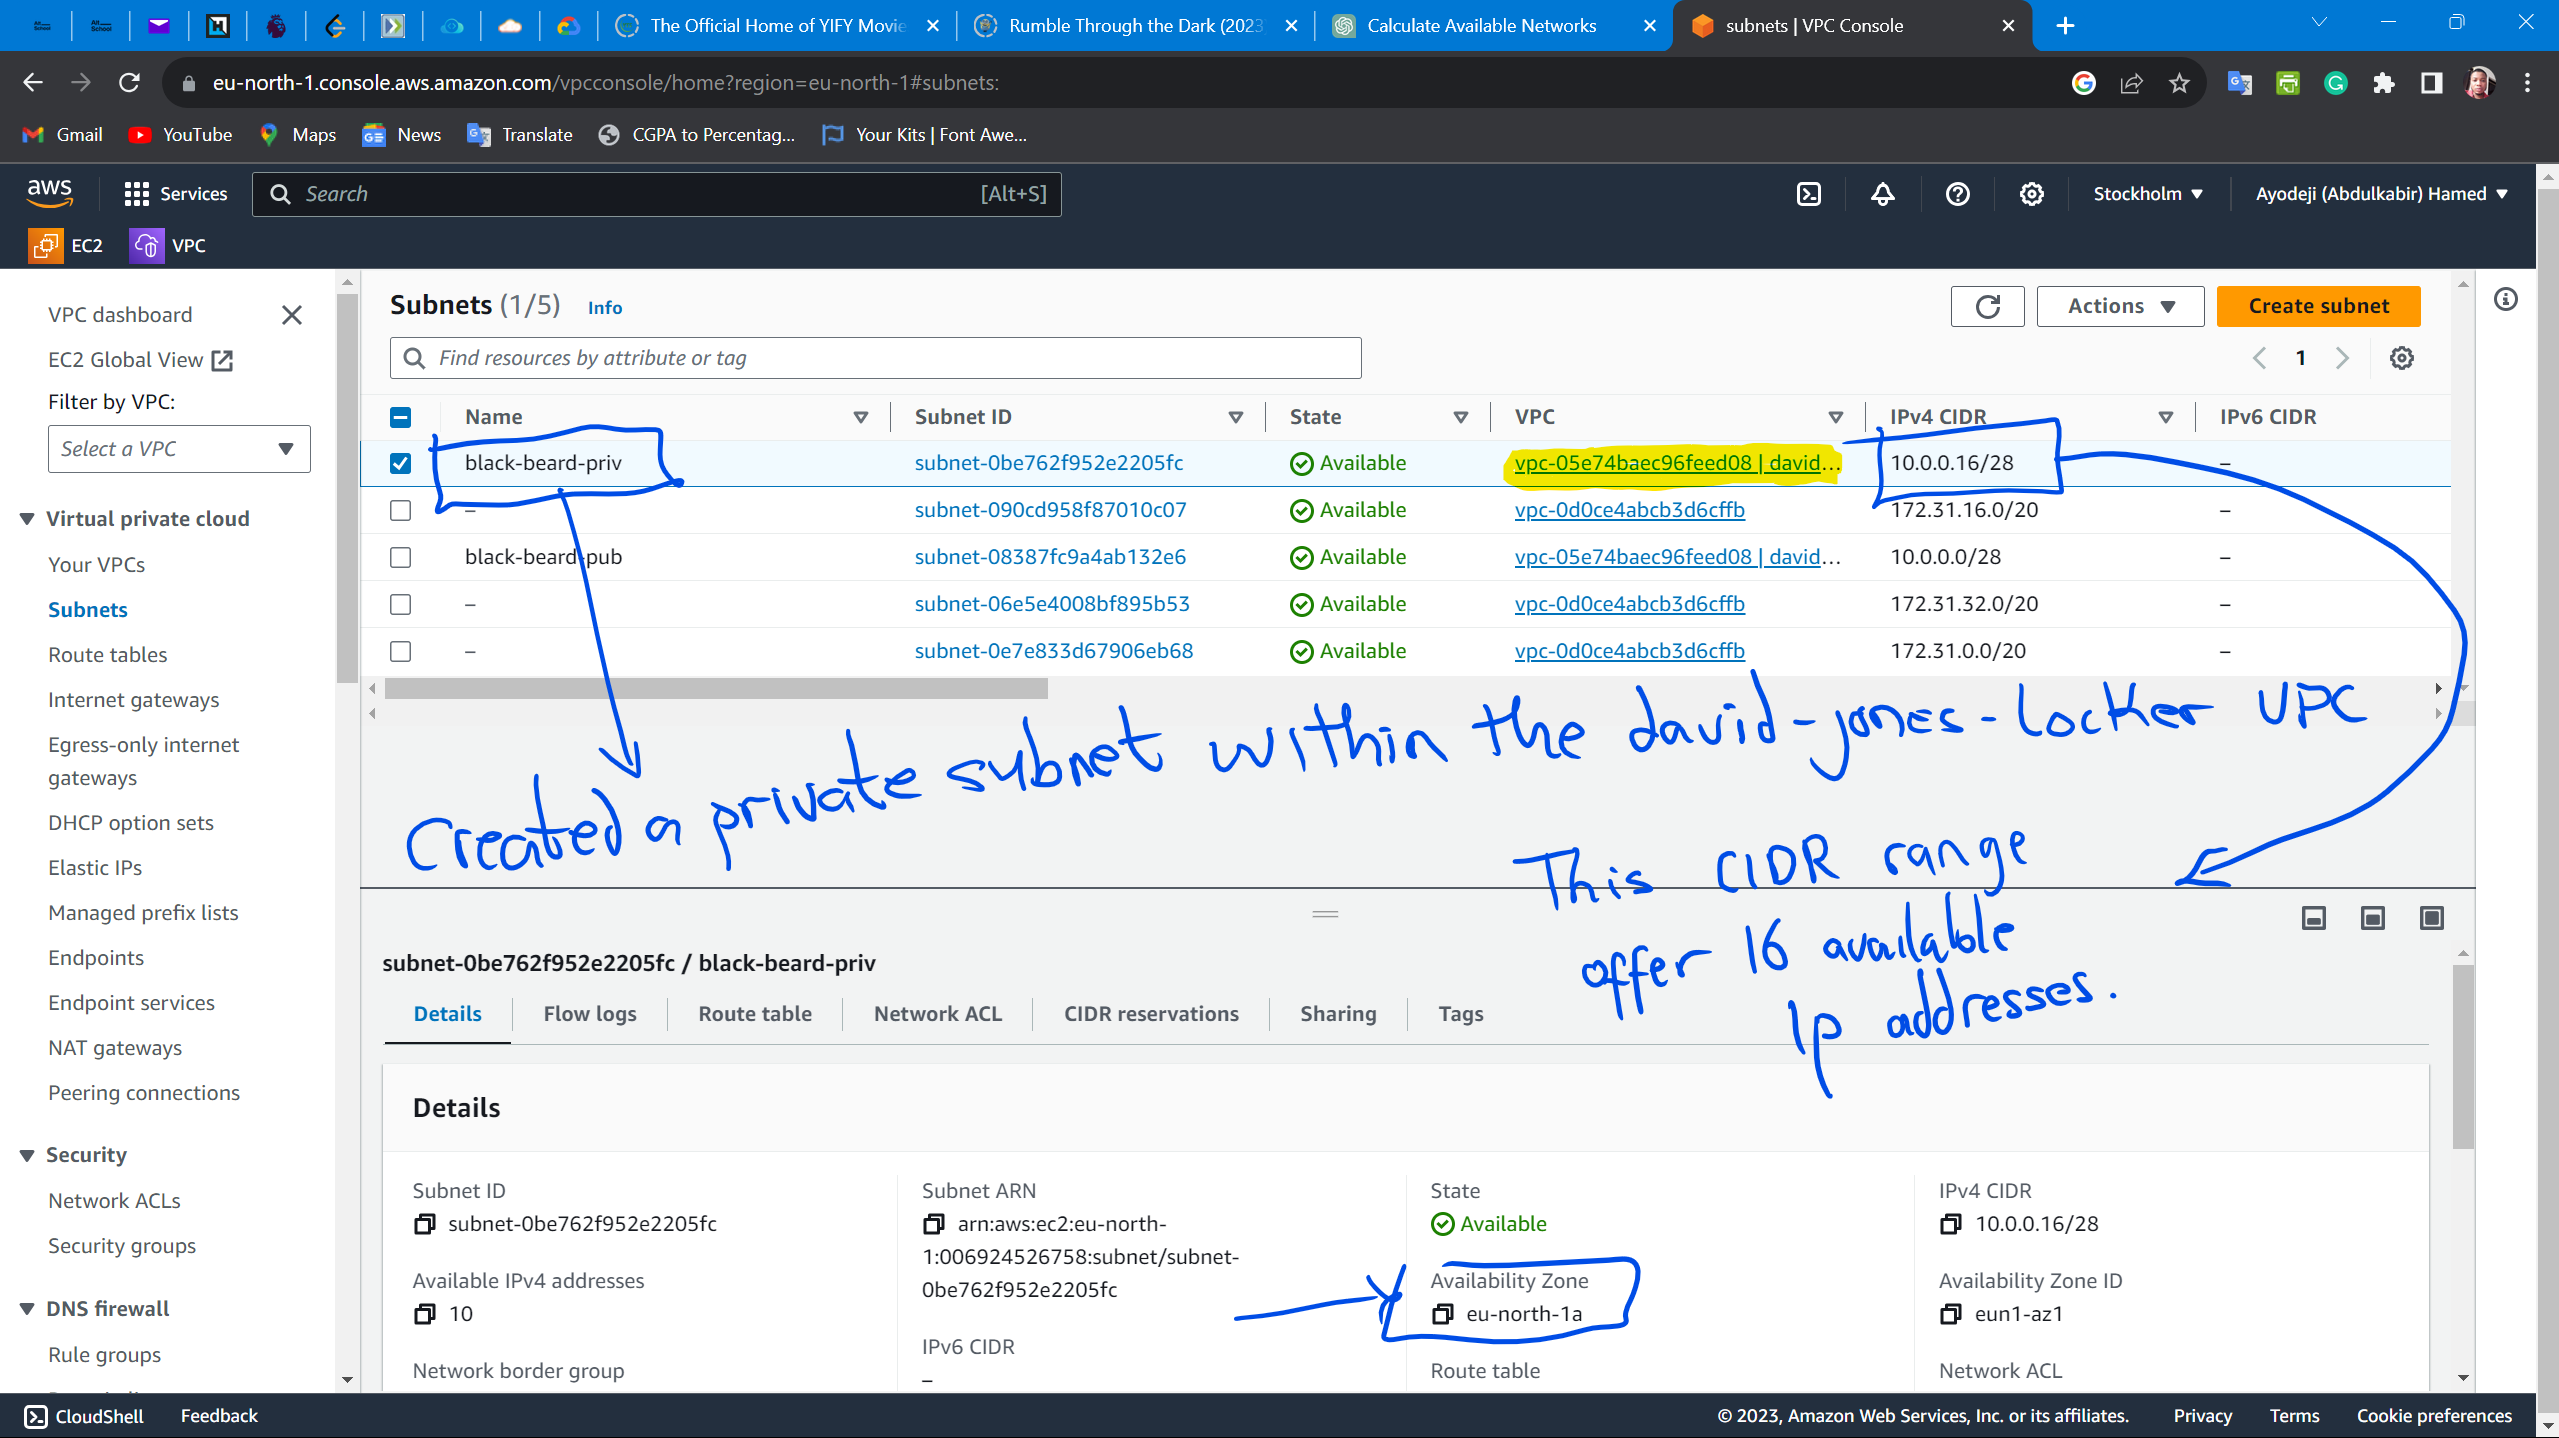 The Official Home of YIFY Movie
Rumble Through the Dark (2023
Calculate Available Networks
subnets | VPC Console
eu-north-1.console.aws.amazon.com/vpcconsole/home?region=eu-north-1#subnets:
Gmail YouTube Maps News Translate CGPA to Percentag... Your Kits | Font Awe...
aws Services Search [Alt+S] Stockholm Ayodeji (Abdulkabir) Hamed
EC2 VPC
VPC dashboard
EC2 Global View
Filter by VPC:
Select a VPC
Virtual private cloud
Your VPCs
Subnets
Route tables
Internet gateways
Egress-only internet
gateways
DHCP option sets
Elastic IPs
Managed prefix lists
Endpoints
Endpoint services
NAT gateways
Peering connections
Security
Network ACLs
Security groups
DNS firewall
Rule groups
Subnets (1/5) Info
Actions Create subnet
Find resources by attribute or tag
1
Name Subnet ID State VPC IPv4 CIDR IPv6 CIDR
black-beard-priv subnet-0be762f952e2205fc Available vpc-05e74baec96feed08 | david... 10.0.0.16/28 –
– subnet-090cd958f87010c07 Available vpc-0d0ce4abcb3d6cffb 172.31.16.0/20 –
black-beard-pub subnet-08387fc9a4ab132e6 Available vpc-05e74baec96feed08 | david... 10.0.0.0/28 –
– subnet-06e5e4008bf895b53 Available vpc-0d0ce4abcb3d6cffb 172.31.32.0/20 –
– subnet-0e7e833d67906eb68 Available vpc-0d0ce4abcb3d6cffb 172.31.0.0/20 –
Created a private subnet within the david-jones-locker VPC
This CIDR range
offer 16 available
Ip addresses.
subnet-0be762f952e2205fc / black-beard-priv
Details Flow logs Route table Network ACL CIDR reservations Sharing Tags
Details
Subnet ID
subnet-0be762f952e2205fc
Available IPv4 addresses
10
Network border group
Subnet ARN
arn:aws:ec2:eu-north-
1:006924526758:subnet/subnet-
0be762f952e2205fc
IPv6 CIDR
–
State
Available
Availability Zone
eu-north-1a
Route table
IPv4 CIDR
10.0.0.16/28
Availability Zone ID
eun1-az1
Network ACL
CloudShell Feedback © 2023, Amazon Web Services, Inc. or its affiliates. Privacy Terms Cookie preferences